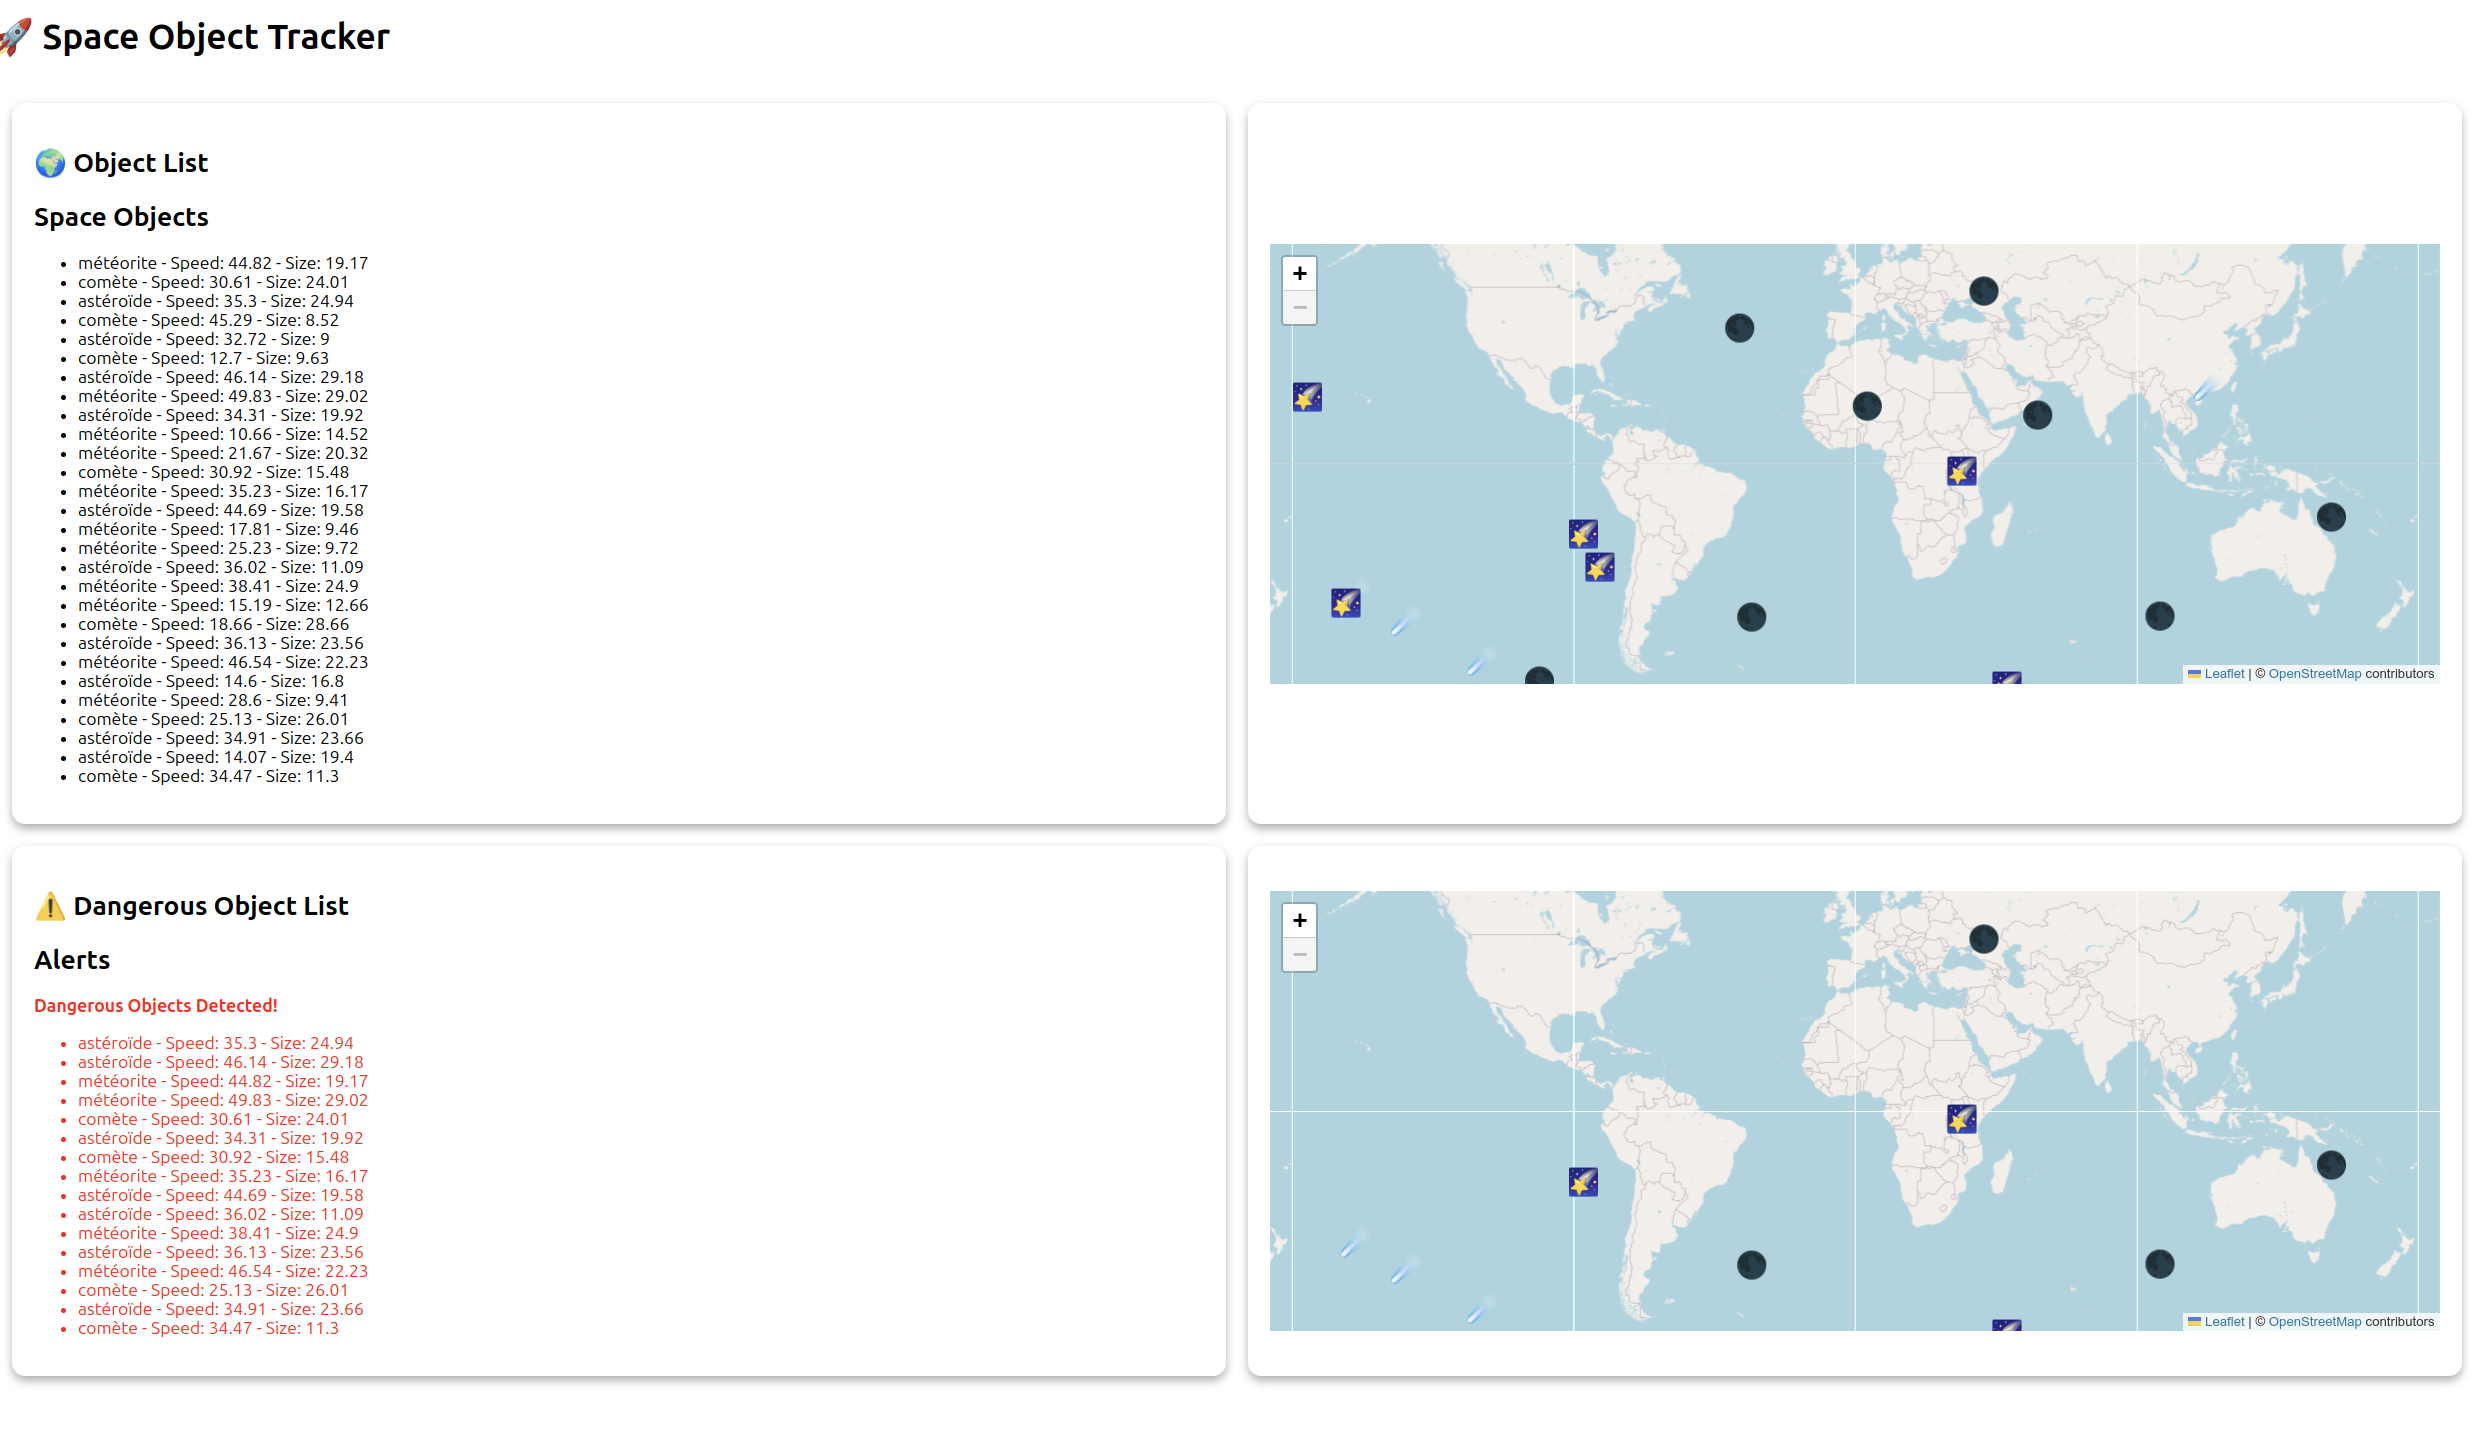 🚀 Space Object Tracker
🌍 Object List
Space Objects
• météorite - Speed: 44.82 - Size: 19.17
• comète - Speed: 30.61 - Size: 24.01
• astéroïde - Speed: 35.3 - Size: 24.94
• comète - Speed: 45.29 - Size: 8.52
• astéroïde - Speed: 32.72 - Size: 9
• comète - Speed: 12.7 - Size: 9.63
• astéroïde - Speed: 46.14 - Size: 29.18
• météorite - Speed: 49.83 - Size: 29.02
• astéroïde - Speed: 34.31 - Size: 19.92
• météorite - Speed: 10.66 - Size: 14.52
• météorite - Speed: 21.67 - Size: 20.32
• comète - Speed: 30.92 - Size: 15.48
• météorite - Speed: 35.23 - Size: 16.17
• astéroïde - Speed: 44.69 - Size: 19.58
• météorite - Speed: 17.81 - Size: 9.46
• météorite - Speed: 25.23 - Size: 9.72
• astéroïde - Speed: 36.02 - Size: 11.09
• météorite - Speed: 38.41 - Size: 24.9
• météorite - Speed: 15.19 - Size: 12.66
• comète - Speed: 18.66 - Size: 28.66
• astéroïde - Speed: 36.13 - Size: 23.56
• météorite - Speed: 46.54 - Size: 22.23
• astéroïde - Speed: 14.6 - Size: 16.8
• météorite - Speed: 28.6 - Size: 9.41
• comète - Speed: 25.13 - Size: 26.01
• astéroïde - Speed: 34.91 - Size: 23.66
• astéroïde - Speed: 14.07 - Size: 19.4
• comète - Speed: 34.47 - Size: 11.3
+
−
Leaflet | © OpenStreetMap contributors
⚠️ Dangerous Object List
Alerts
Dangerous Objects Detected!
• astéroïde - Speed: 35.3 - Size: 24.94
• astéroïde - Speed: 46.14 - Size: 29.18
• météorite - Speed: 44.82 - Size: 19.17
• météorite - Speed: 49.83 - Size: 29.02
• comète - Speed: 30.61 - Size: 24.01
• astéroïde - Speed: 34.31 - Size: 19.92
• comète - Speed: 30.92 - Size: 15.48
• météorite - Speed: 35.23 - Size: 16.17
• astéroïde - Speed: 44.69 - Size: 19.58
• astéroïde - Speed: 36.02 - Size: 11.09
• météorite - Speed: 38.41 - Size: 24.9
• astéroïde - Speed: 36.13 - Size: 23.56
• météorite - Speed: 46.54 - Size: 22.23
• comète - Speed: 25.13 - Size: 26.01
• astéroïde - Speed: 34.91 - Size: 23.66
• comète - Speed: 34.47 - Size: 11.3
+
−
Leaflet | © OpenStreetMap contributors